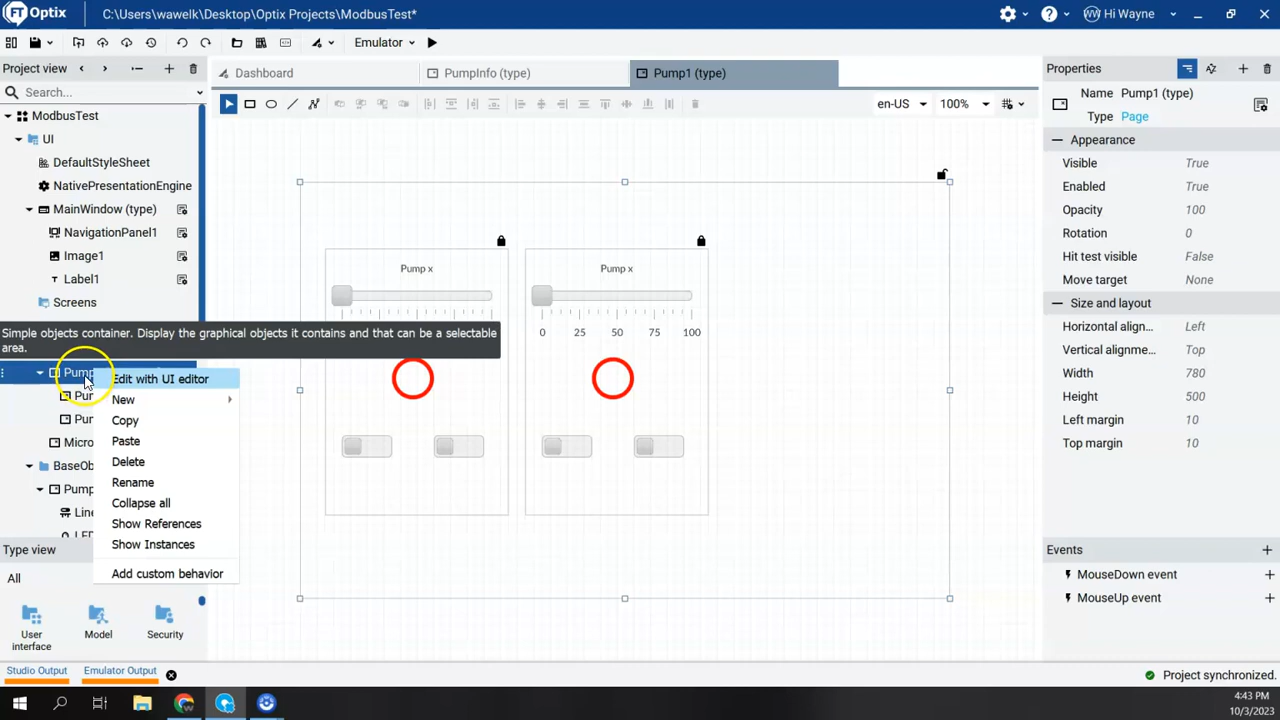 FT Optix
C:\Users\wawelk\Desktop\Optix Projects\ModbusTest*
Hi Wayne
Emulator
Project view
Search...
ModbusTest
UI
DefaultStyleSheet
NativePresentationEngine
MainWindow (type)
NavigationPanel1
Image1
Label1
Screens
Simple objects container. Display the graphical objects it contains and that can be a selectable
area.
Edit with UI editor
New
Copy
Paste
Delete
Rename
Collapse all
Show References
Show Instances
Add custom behavior
Type view
All
User
interface
Model
Security
Studio Output
Emulator Output
Dashboard
PumpInfo (type)
Pump1 (type)
en-US
100%
Pump x
Pump x
0 25 50 75 100
Properties
Name Pump1 (type)
Type Page
Appearance
Visible True
Enabled True
Opacity 100
Rotation 0
Hit test visible False
Move target None
Size and layout
Horizontal align... Left
Vertical alignme... Top
Width 780
Height 500
Left margin 10
Top margin 10
Events
MouseDown event
MouseUp event
Project synchronized.
4:43 PM
10/3/2023